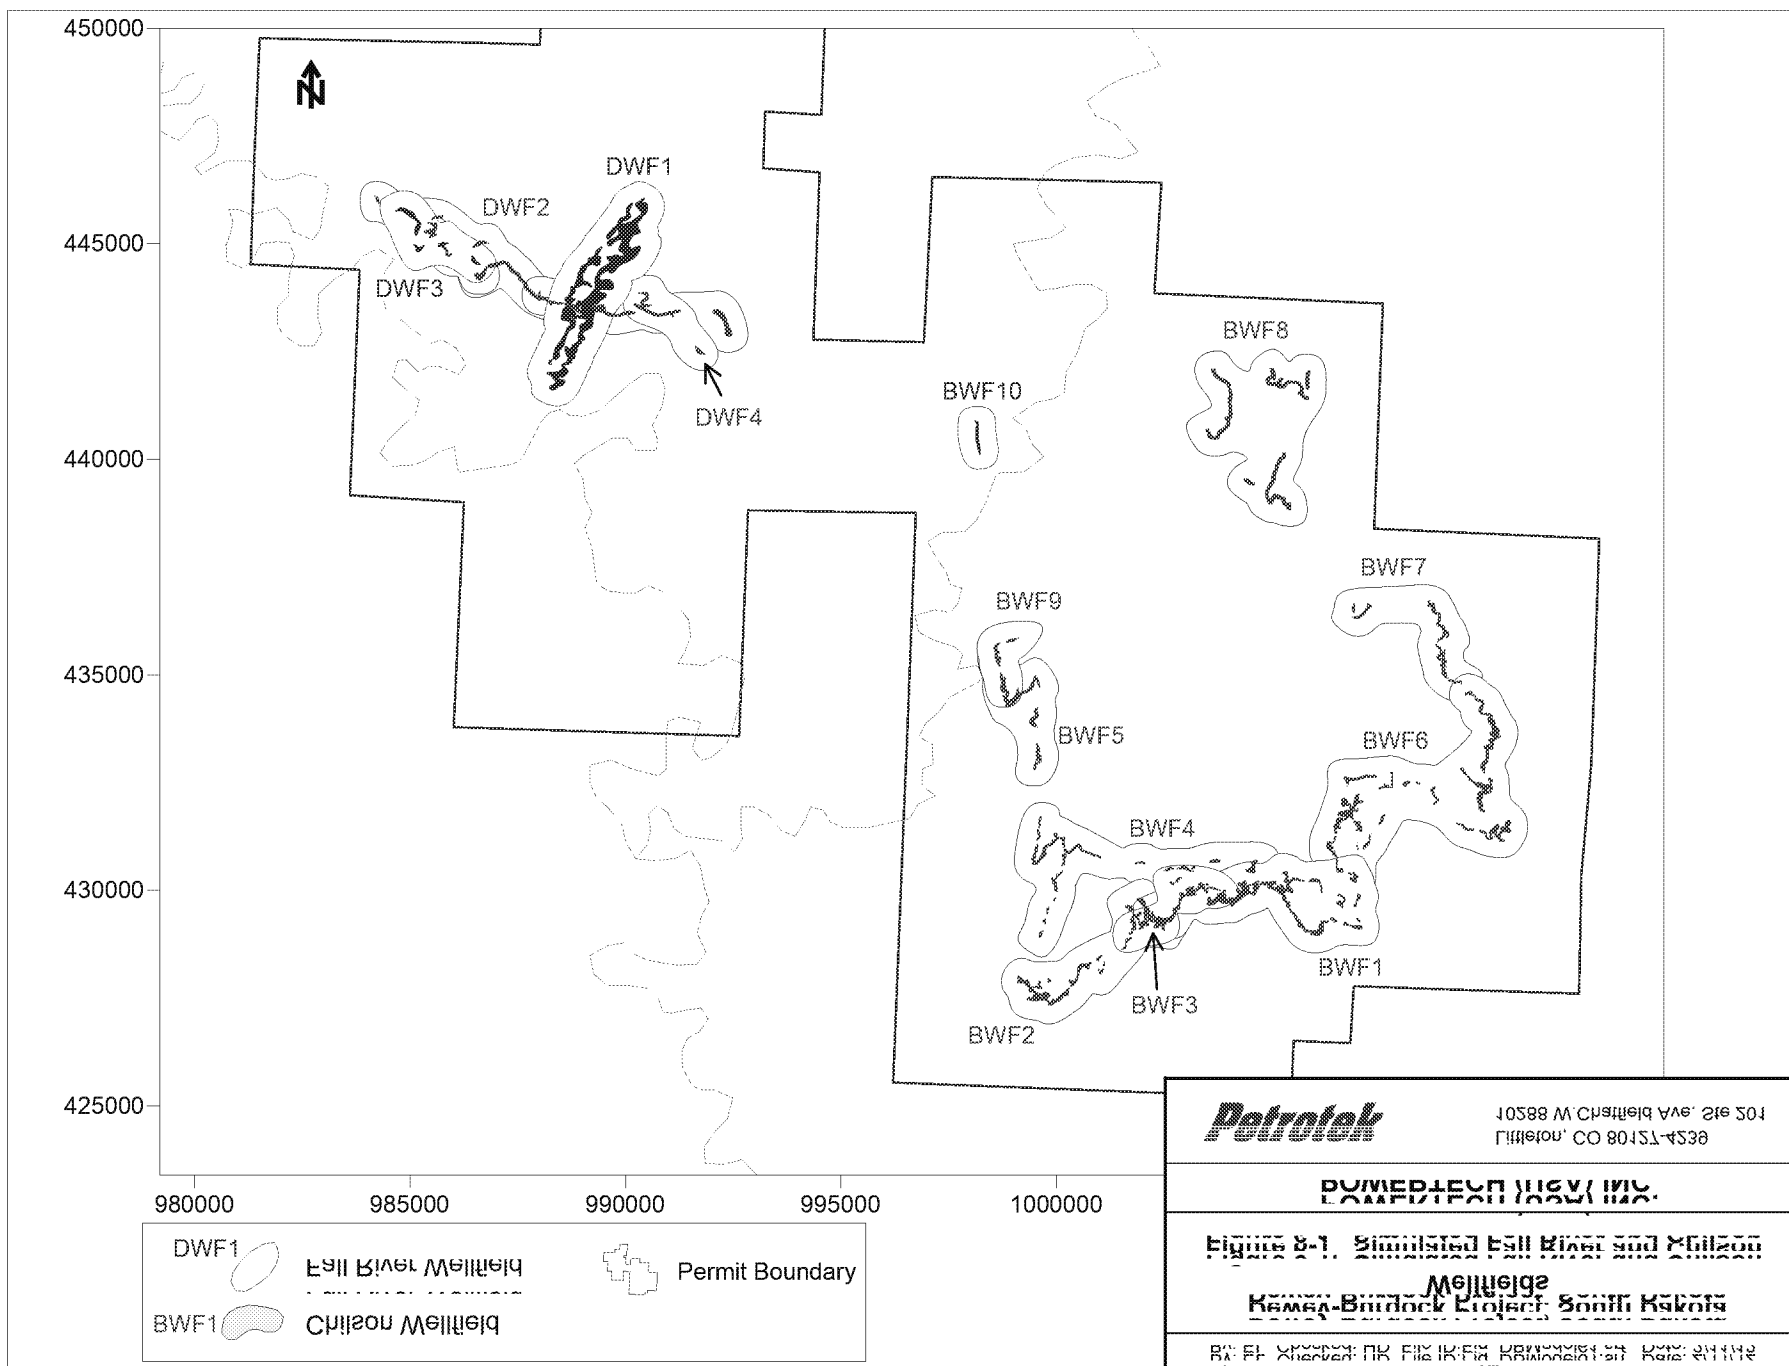 450000
445000
440000
435000
430000
425000
980000
985000
990000
995000
1000000
N
DWF1
DWF2
DWF3
DWF4
BWF8
BWF10
BWF7
BWF9
BWF5
BWF6
BWF4
BWF1
BWF3
BWF2
DWF1
Fall River Wellfield
Permit Boundary
BWF1
Chilson Wellfield
Petrotek
10288 W. Chatfield Ave. Ste 201
Littleton, CO 80127-4239
POWERTECH (USA) INC.
Simulated Fall River and Chilson
Wellfields
Dewey-Burdock Project, South Dakota